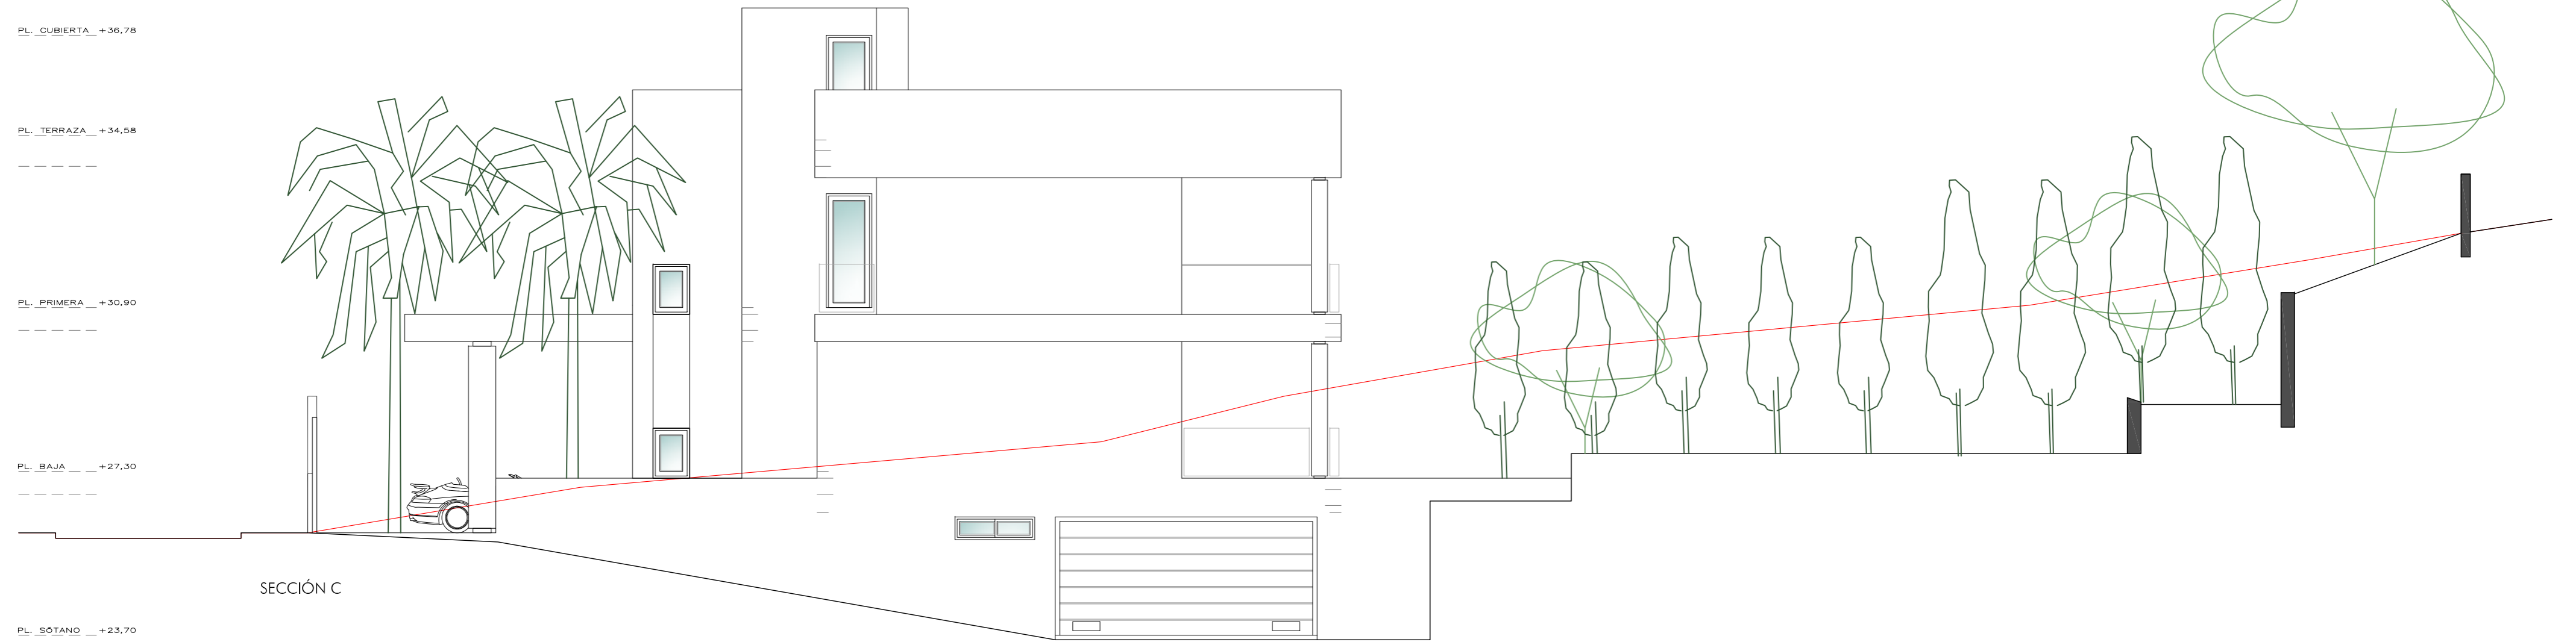 PL. CUBIERTA +36,78
PL. TERRAZA +34,58
PL. PRIMERA +30,90
PL. BAJA +27,30
SECCIÓN C
PL. SÓTANO +23,70